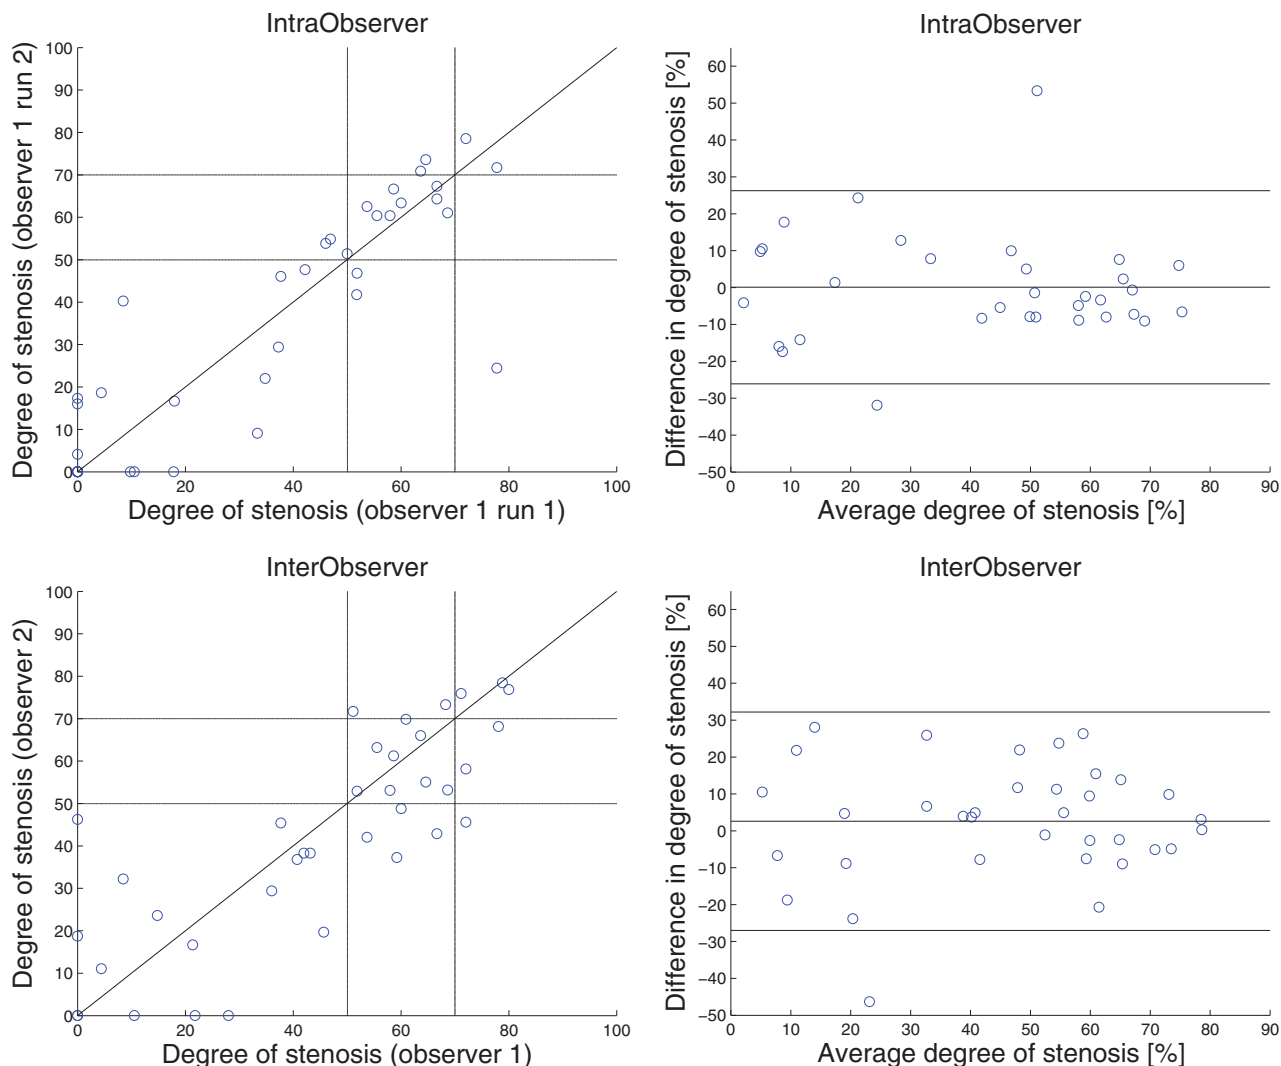 IntraObserver
Degree of stenosis (observer 1 run 2)
100
90
80
70
60
50
40
30
20
10
0
0 20 40 60 80 100
Degree of stenosis (observer 1 run 1)
IntraObserver
Difference in degree of stenosis [%]
60
50
40
30
20
10
0
−10
−20
−30
−40
−50
0 10 20 30 40 50 60 70 80 90
Average degree of stenosis [%]
InterObserver
Degree of stenosis (observer 2)
100
90
80
70
60
50
40
30
20
10
0
0 20 40 60 80 100
Degree of stenosis (observer 1)
InterObserver
Difference in degree of stenosis [%]
60
50
40
30
20
10
0
−10
−20
−30
−40
−50
0 10 20 30 40 50 60 70 80 90
Average degree of stenosis [%]